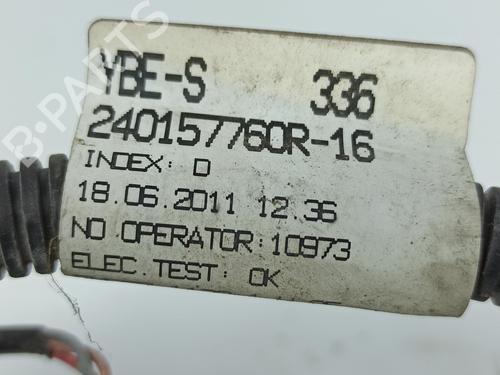 YBE-S 336
240157760R-16
INDEX: D
18.06.2011 12.36
NO OPERATOR:10973
ELEC.TEST: OK
B-PARTS